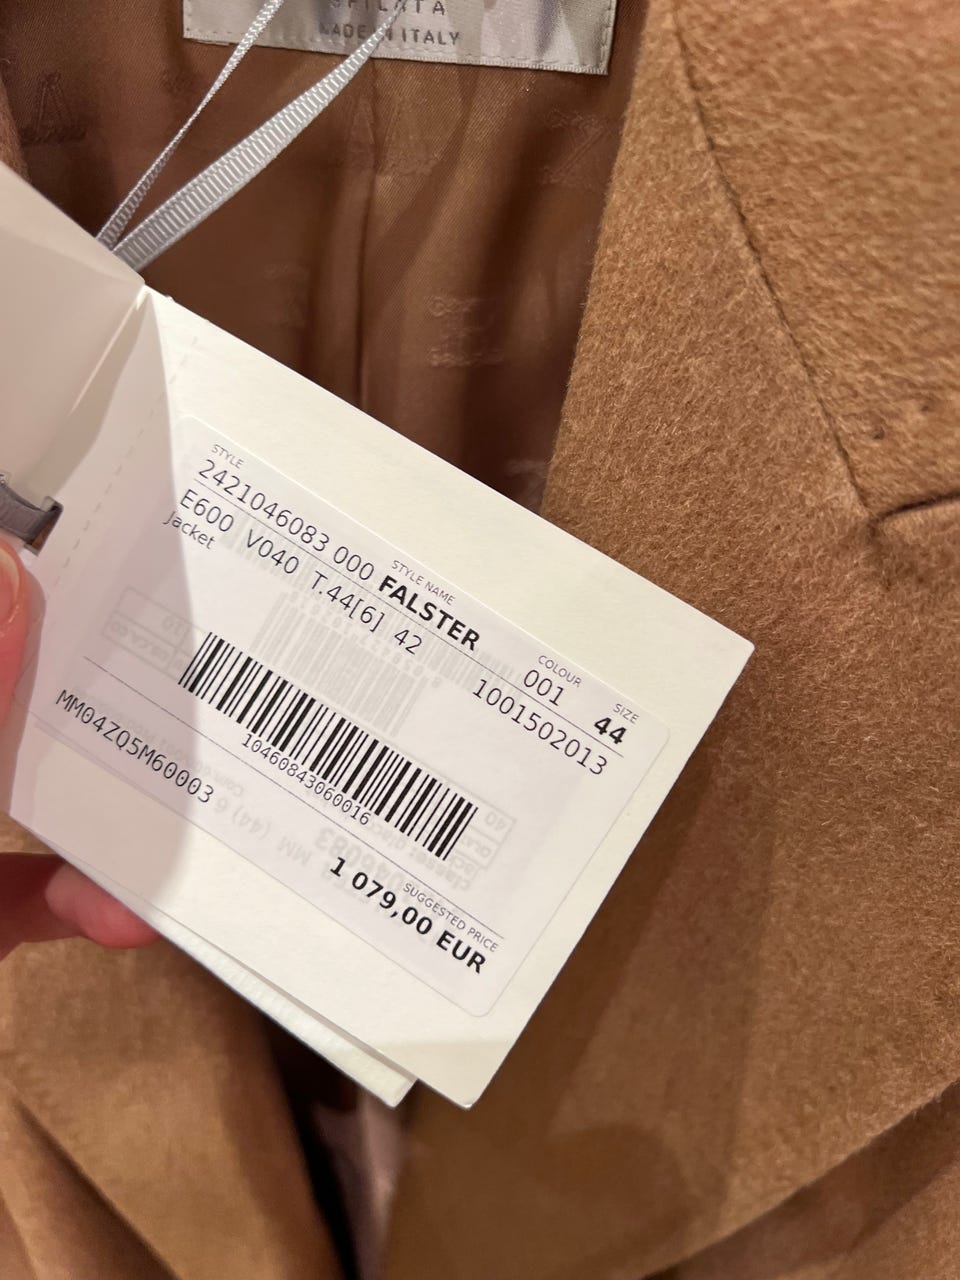 SPILATA
MADE IN ITALY
STYLE
2421046083 000
STYLE NAME
FALSTER
COLOUR
001
SIZE
44
E600 V040 T.44[6] 42
1001502013
Jacket
10460843060016
MM04ZQ5M60003
SUGGESTED PRICE
1 079,00 EUR